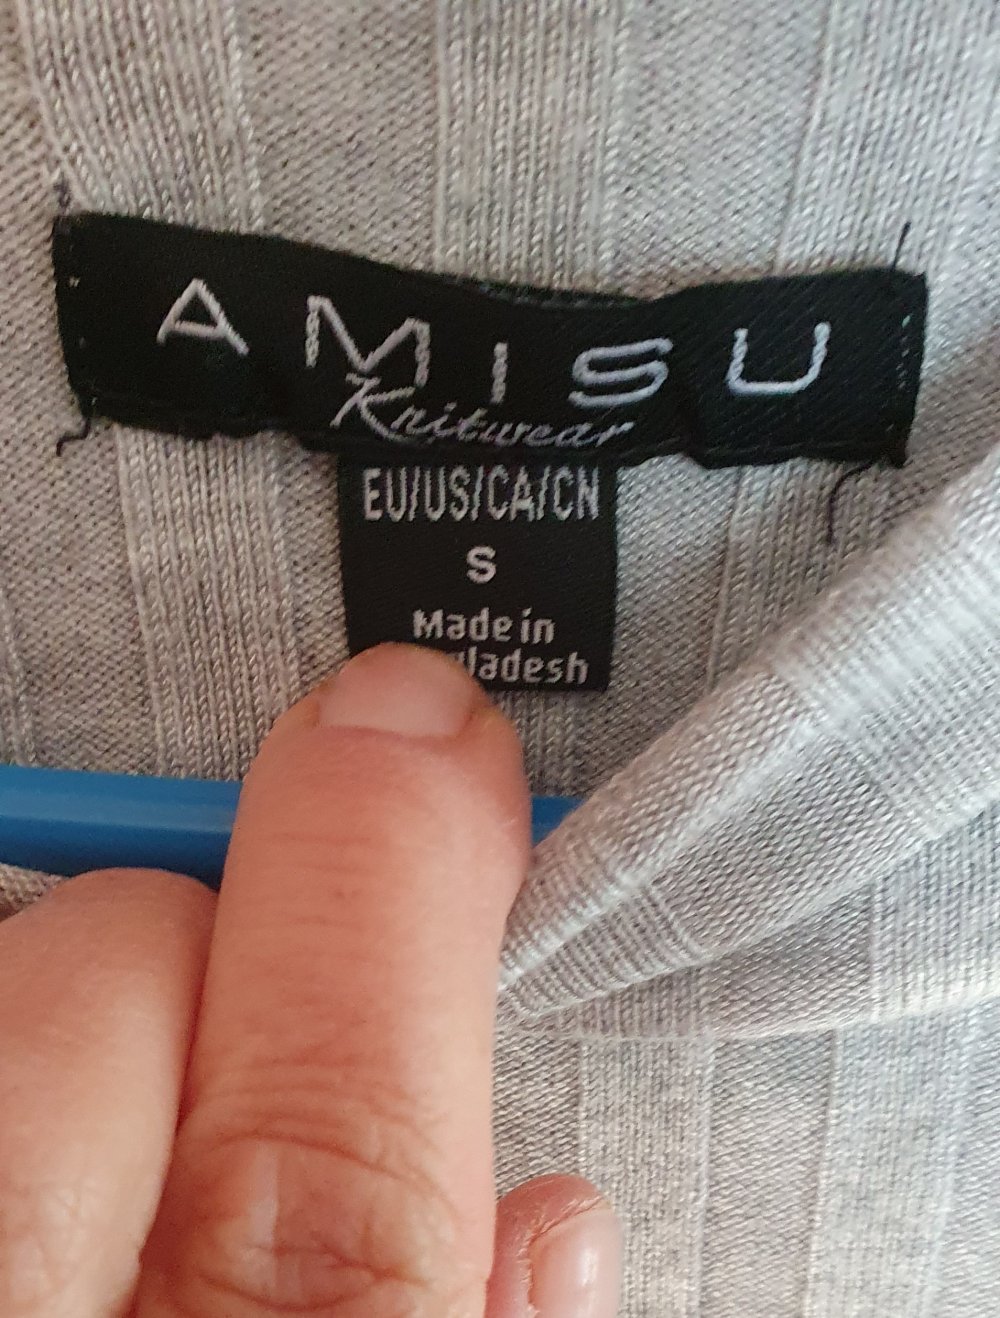 AMISU
Knitwear
EU/US/CA/CN
S
Made in